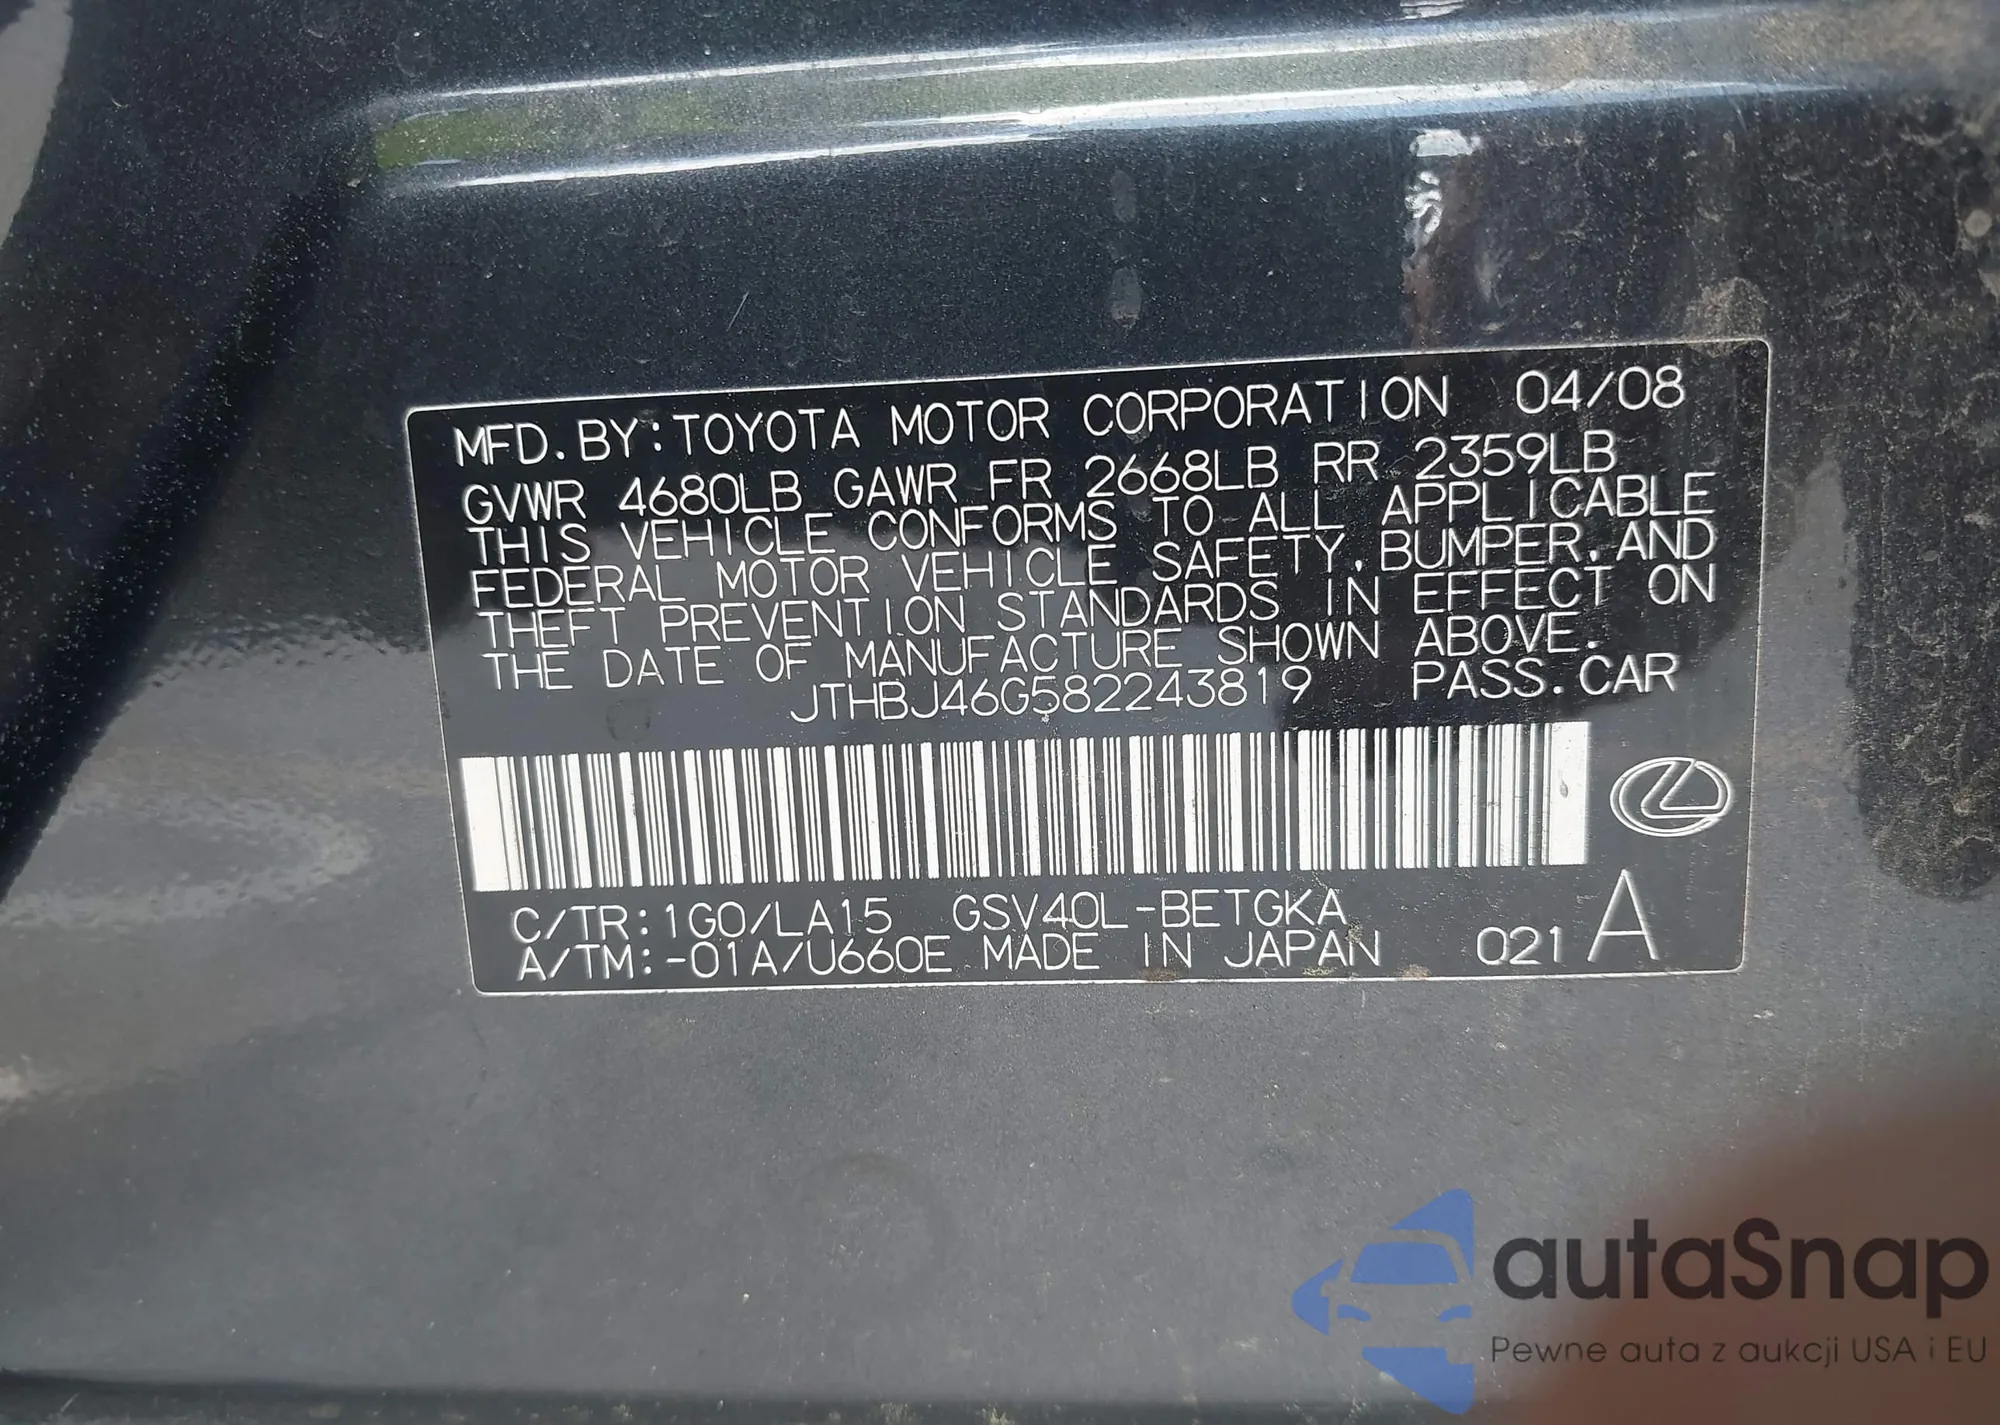 MFD. BY: TOYOTA MOTOR CORPORATION 04/08
GVWR 4680LB GAWR FR 2668LB RR 2359LB
THIS VEHICLE CONFORMS TO ALL APPLICABLE
FEDERAL MOTOR VEHICLE SAFETY, BUMPER, AND
THEFT PREVENTION STANDARDS IN EFFECT ON
THE DATE OF MANUFACTURE SHOWN ABOVE.
JTHBJ46G582243819 PASS. CAR
C/TR: 1G0/LA15 GSV40L-BETGKA
A/TM: -01A/U660E MADE IN JAPAN 021 A
autaSnap
Pewne auta z aukcji USA i EU